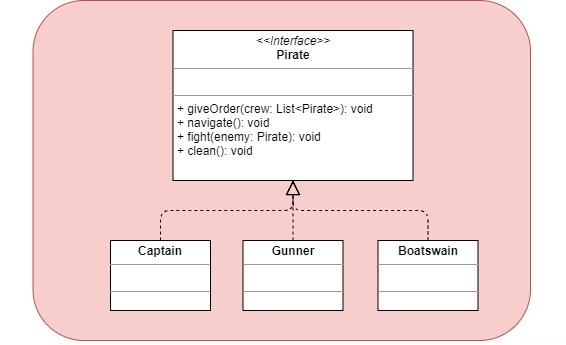 <<Interface>>
Pirate
+ giveOrder(crew: List<Pirate>): void
+ navigate(): void
+ fight(enemy: Pirate): void
+ clean(): void
Captain
Gunner
Boatswain